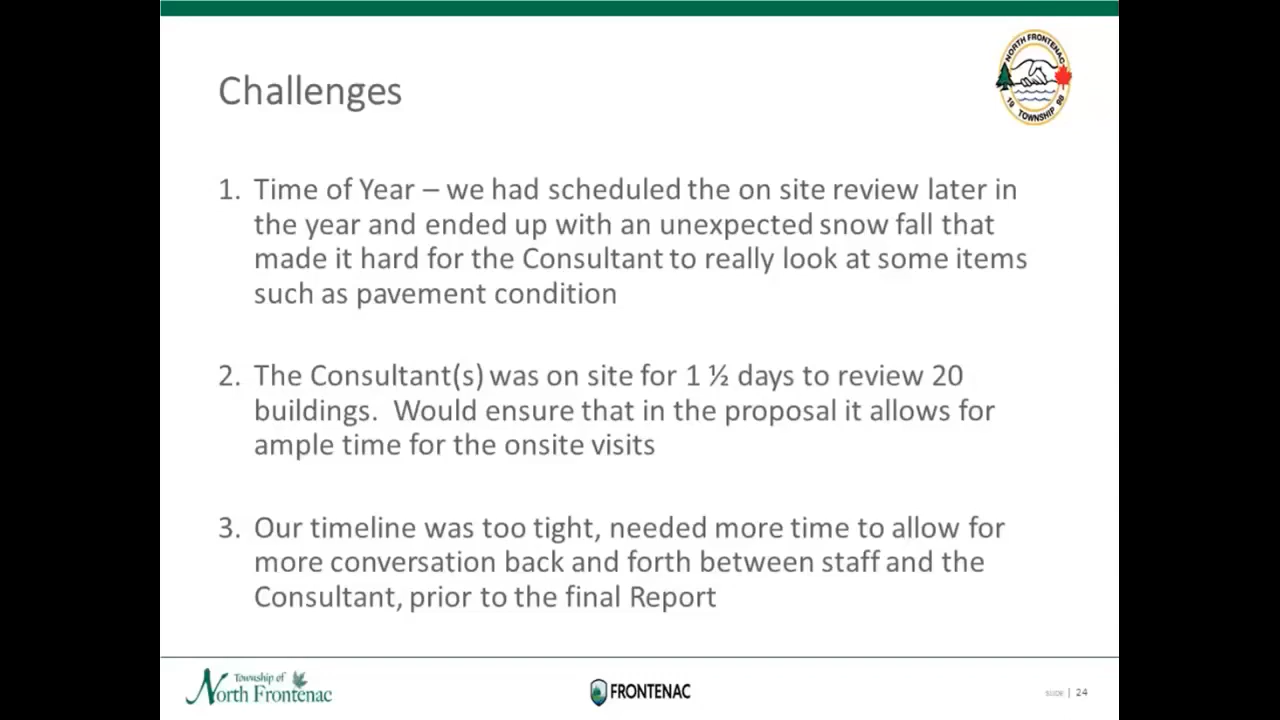 NORTH FRONTENAC
19 TOWNSHIP 98
Challenges
1. Time of Year – we had scheduled the on site review later in
the year and ended up with an unexpected snow fall that
made it hard for the Consultant to really look at some items
such as pavement condition
2. The Consultant(s) was on site for 1 ½ days to review 20
buildings.  Would ensure that in the proposal it allows for
ample time for the onsite visits
3. Our timeline was too tight, needed more time to allow for
more conversation back and forth between staff and the
Consultant, prior to the final Report
Township of
North Frontenac
FRONTENAC
SLIDE | 24